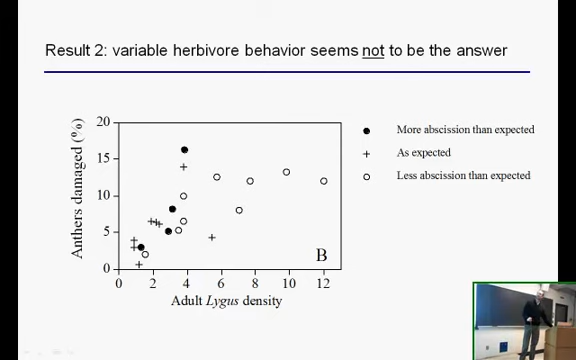 Result 2: variable herbivore behavior seems not to be the answer
20
15
10
5
0
Anthers damaged (%)
0 2 4 6 8 10 12
Adult Lygus density
B
More abscission than expected
As expected
Less abscission than expected